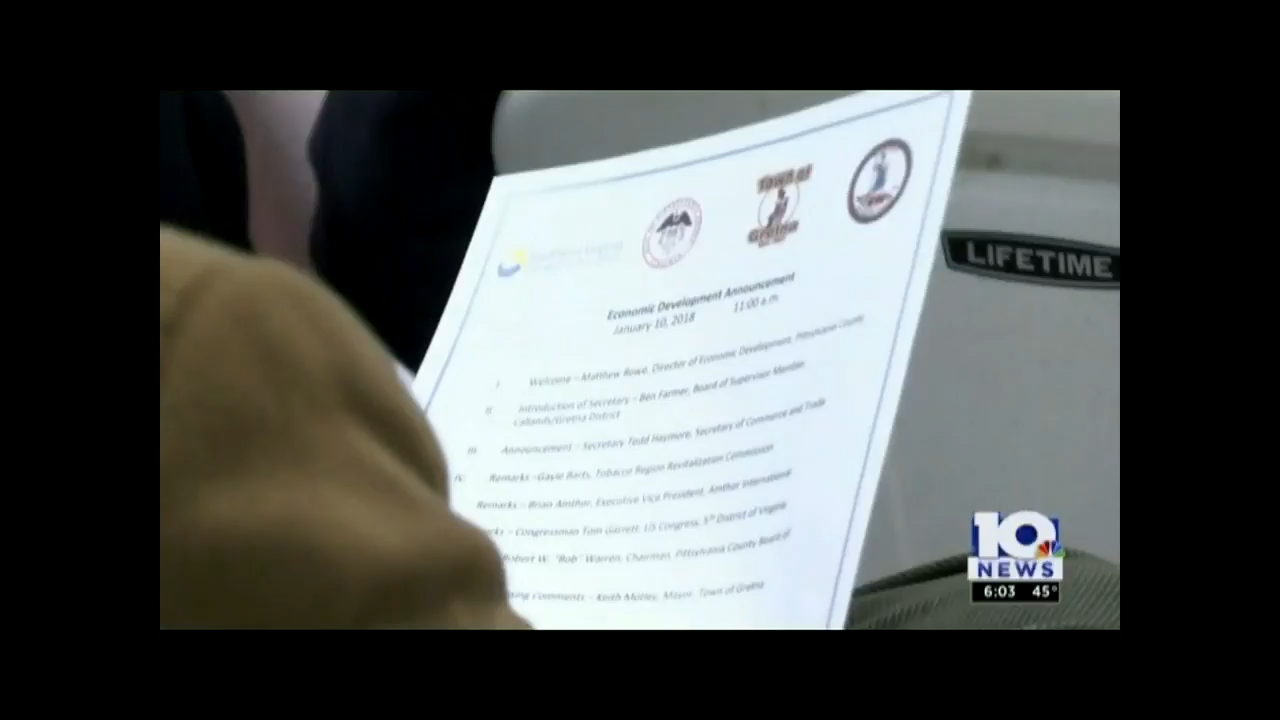 Town of
Gretna
Economic Development Announcement
January 10, 2018 11:00 a.m.
LIFETIME
I. Welcome – Matthew Rowe, Director of Economic Development, Pittsylvania County
II Introduction of Secretary – Ben Farmer, Board of Supervisor Member
Callands/Gretna District
III Announcement – Secretary Todd Haymore, Secretary of Commerce and Trade
IV. Remarks –Gayle Barts, Tobacco Region Revitalization Commission
Remarks – Brian Amthor, Executive Vice President, Amthor International
rks – Congressman Tom Garrett, US Congress, 5th District of Virginia
Robert W. "Bob" Warren, Chairman, Pittsylvania County Board of
sing Comments – Keith Motley, Mayor, Town of Gretna
10
NEWS
6:03 45°